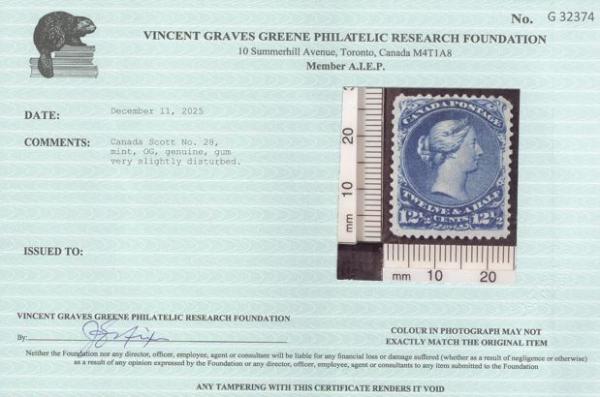 No. G 32374
VINCENT GRAVES GREENE PHILATELIC RESEARCH FOUNDATION
10 Summerhill Avenue, Toronto, Canada M4T1A8
Member A.I.E.P.
DATE: December 11, 2025
COMMENTS: Canada Scott No. 28,
mint, OG, genuine, gum
very slightly disturbed.
CANADA POSTAGE
TWELVE & A HALF
12½ CENTS. 12½
20
10
mm
mm 10 20
ISSUED TO:
VINCENT GRAVES GREENE PHILATELIC RESEARCH FOUNDATION
By:
COLOUR IN PHOTOGRAPH MAY NOT
EXACTLY MATCH THE ORIGINAL ITEM
Neither the Foundation nor any director, officer, employee, agent or consultant will be liable for any financial loss or damage suffered (whether as a result of negligence or otherwise)
as a result of any opinion expressed by the Foundation or any director, officer, employee, agent or consultants to any item submitted to the Foundation
ANY TAMPERING WITH THIS CERTIFICATE RENDERS IT VOID